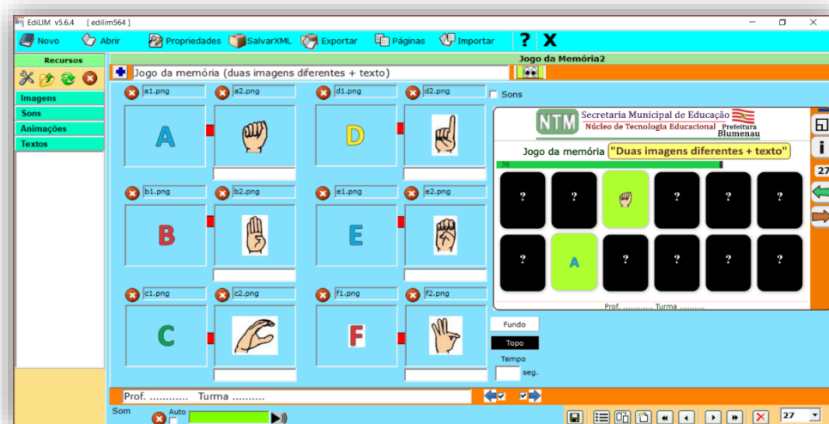 EdiLIM v5.6.4 [ edilim564 ]
Novo Abrir Propriedades SalvarXML Exportar Páginas Importar ? X
Recursos
Jogo da Memória2
Jogo da memória (duas imagens diferentes + texto)
Imagens
Sons
Animações
Textos
a1.png a2.png d1.png d2.png
Sons
A D
b1.png b2.png e1.png e2.png
B E
c1.png c2.png f1.png f2.png
C F
NTM
Secretaria Municipal de Educação
Núcleo de Tecnologia Educacional
Prefeitura
Blumenau
Jogo da memória "Duas imagens diferentes + texto"
? ? ? ? ?
? A ? ? ? ?
Prof. ............ Turma ..........
i
27
Fundo
Topo
Tempo
seg.
Prof. ............ Turma ..........
Som
Auto
27